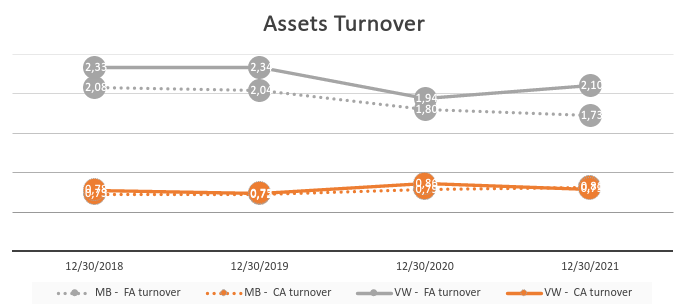 Assets Turnover
2,33
2,34
2,08
2,04
1,94
2,10
1,80
1,73
12/30/2018 12/30/2019 12/30/2020 12/30/2021
MB - FA turnover MB - CA turnover VW - FA turnover VW - CA turnover